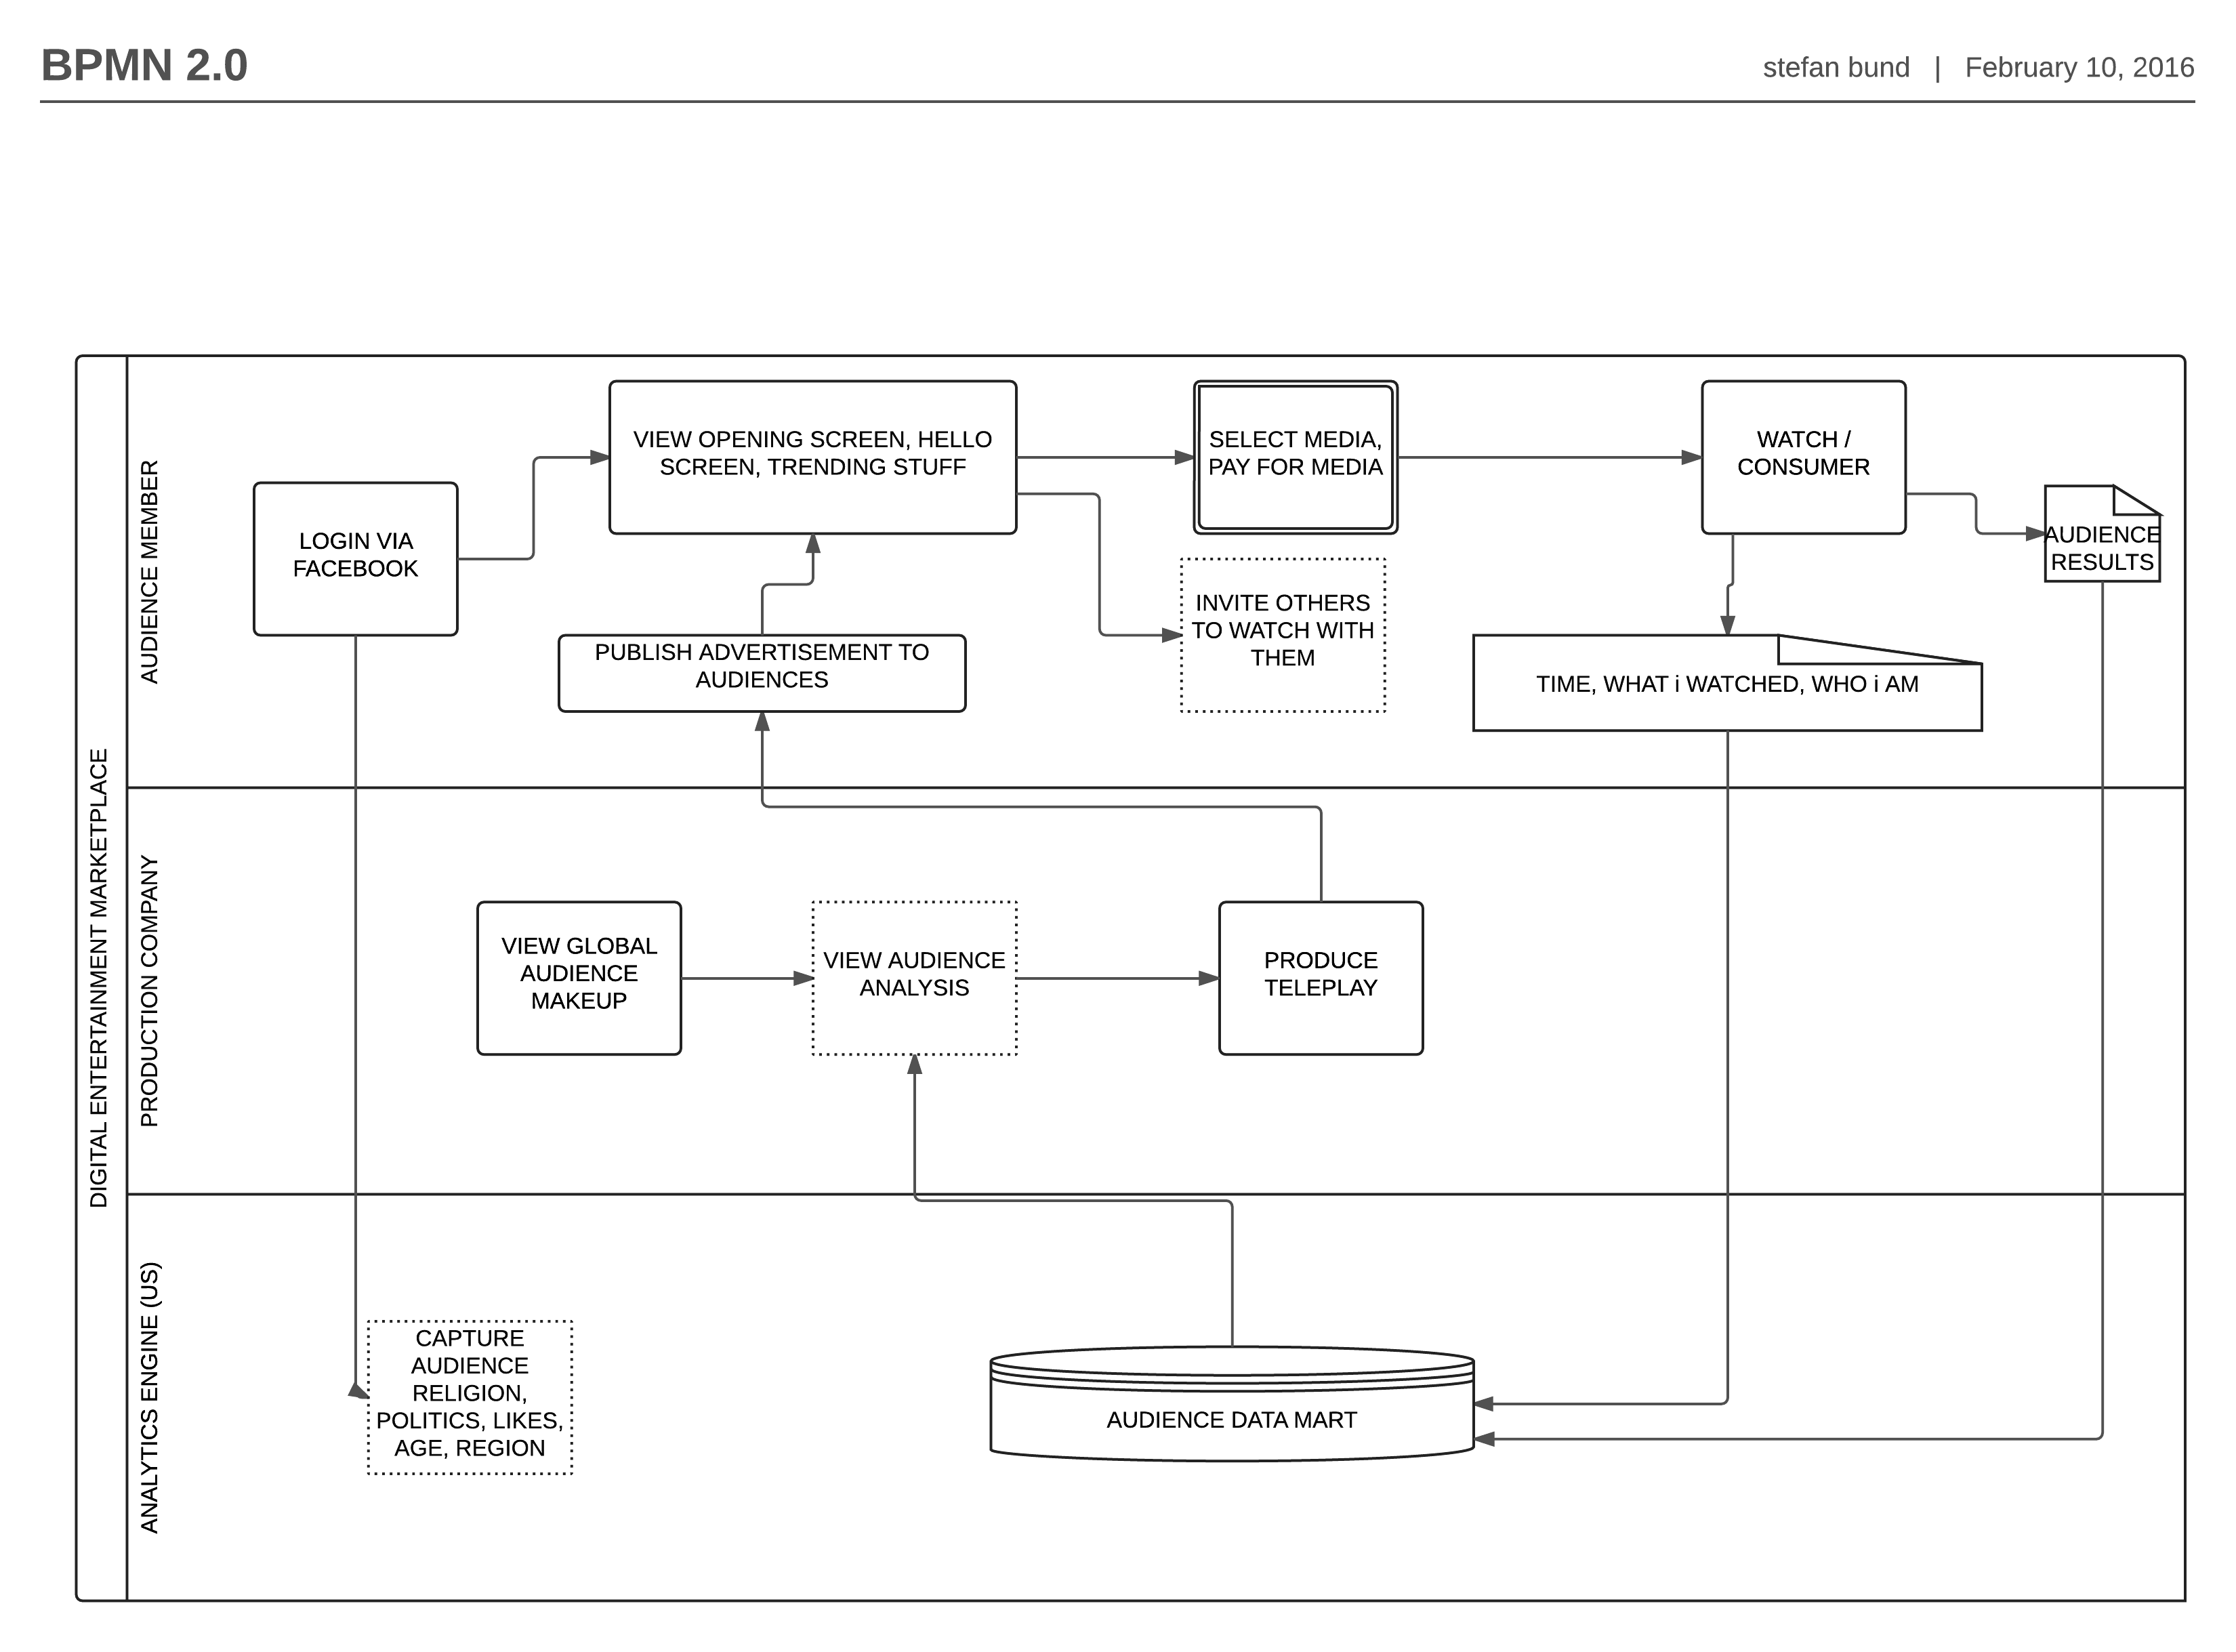 BPMN 2.0
stefan bund | February 10, 2016
DIGITAL ENTERTAINMENT MARKETPLACE
AUDIENCE MEMBER
LOGIN VIA
FACEBOOK
VIEW OPENING SCREEN, HELLO
SCREEN, TRENDING STUFF
SELECT MEDIA,
PAY FOR MEDIA
WATCH /
CONSUMER
AUDIENCE
RESULTS
PUBLISH ADVERTISEMENT TO
AUDIENCES
INVITE OTHERS
TO WATCH WITH
THEM
TIME, WHAT i WATCHED, WHO i AM
PRODUCTION COMPANY
VIEW GLOBAL
AUDIENCE
MAKEUP
VIEW AUDIENCE
ANALYSIS
PRODUCE
TELEPLAY
ANALYTICS ENGINE (US)
CAPTURE
AUDIENCE
RELIGION,
POLITICS, LIKES,
AGE, REGION
AUDIENCE DATA MART